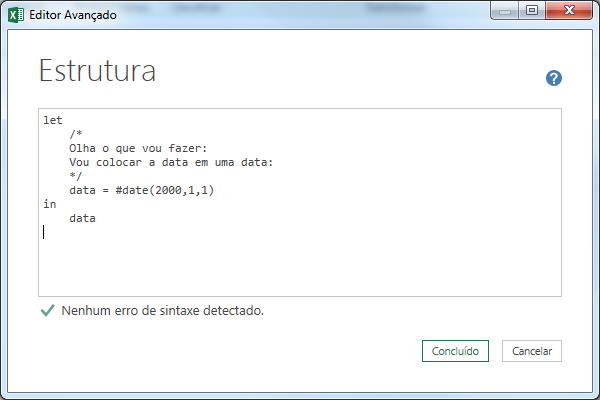 Editor Avançado
Estrutura
let
/*
Olha o que vou fazer:
Vou colocar a data em uma data:
*/
data = #date(2000,1,1)
in
data
Nenhum erro de sintaxe detectado.
Concluído
Cancelar